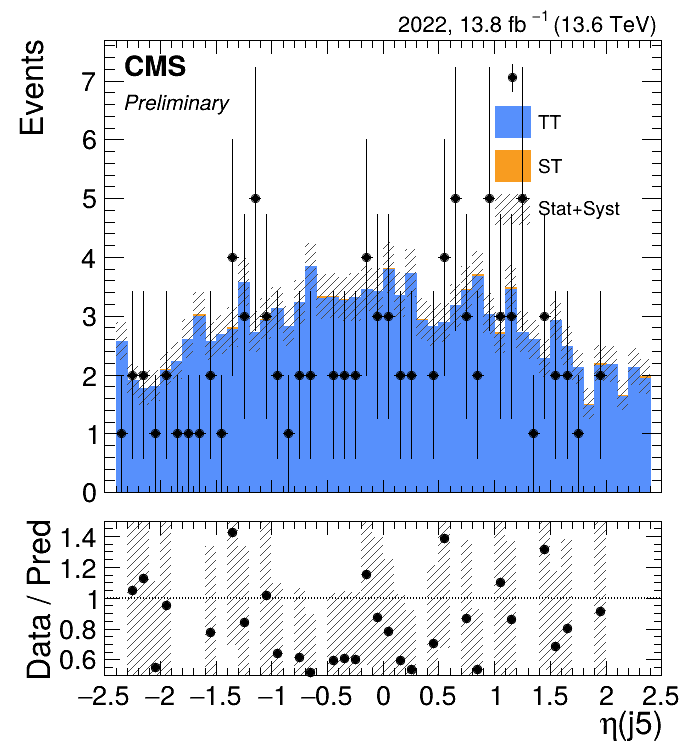 2022, 13.8 fb⁻¹ (13.6 TeV)
Events
CMS
Preliminary
TT
ST
Stat+Syst
7
6
5
4
3
2
1
0
Data / Pred
1.4
1.2
1
0.8
0.6
−2.5 −2 −1.5 −1 −0.5 0 0.5 1 1.5 2 2.5
η(j5)